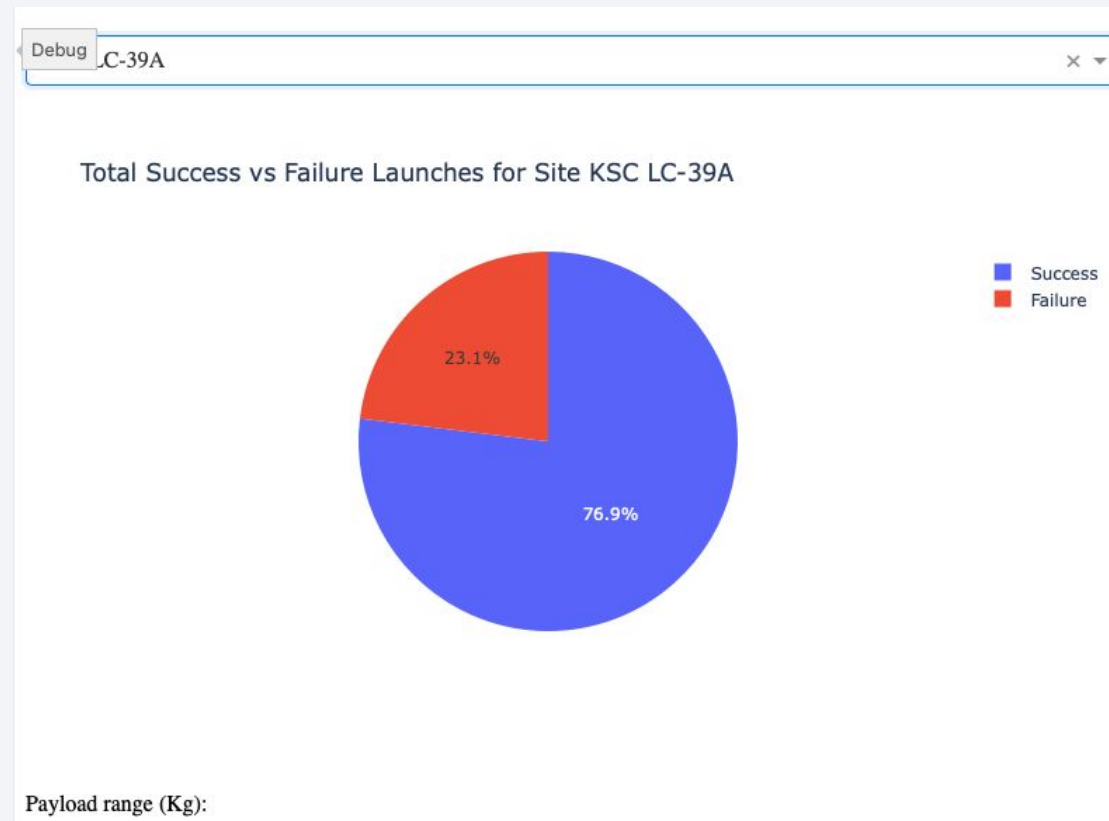 Debug
LC-39A
Total Success vs Failure Launches for Site KSC LC-39A
Success
Failure
23.1%
76.9%
Payload range (Kg):